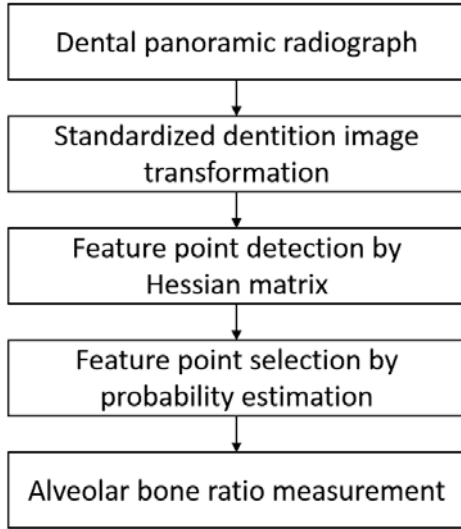 Dental panoramic radiograph
Standardized dentition image
transformation
Feature point detection by
Hessian matrix
Feature point selection by
probability estimation
Alveolar bone ratio measurement